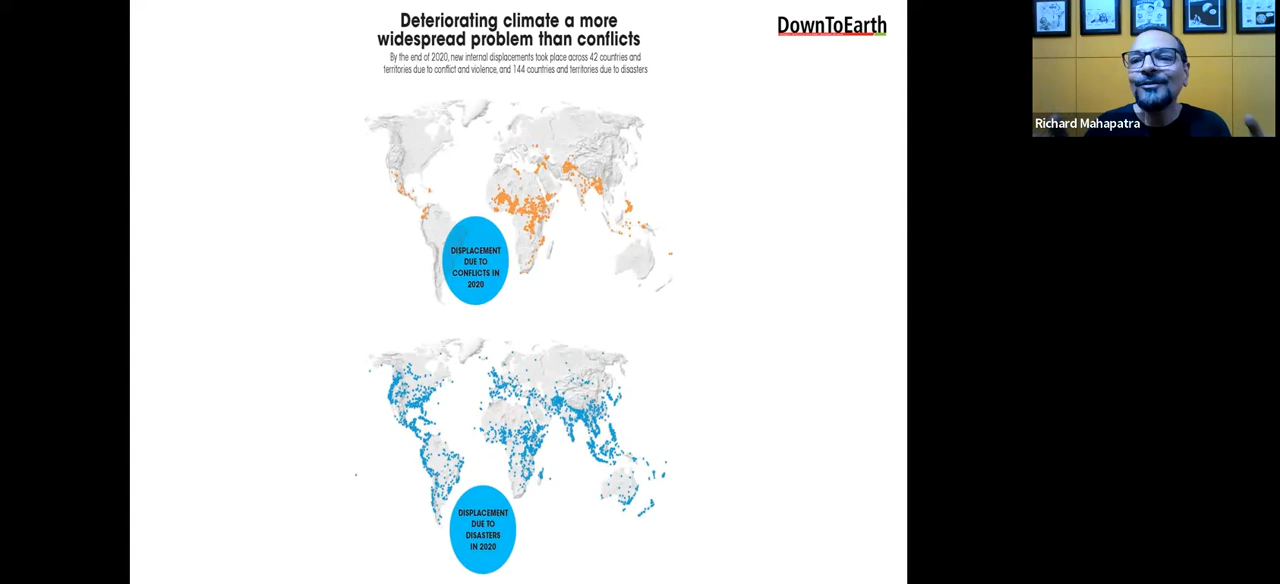 Deteriorating climate a more
widespread problem than conflicts
By the end of 2020, new internal displacements took place across 42 countries and
territories due to conflict and violence, and 144 countries and territories due to disasters
DownToEarth
Richard Mahapatra
DISPLACEMENT
DUE TO
CONFLICTS IN
2020
DISPLACEMENT
DUE TO
DISASTERS
IN 2020